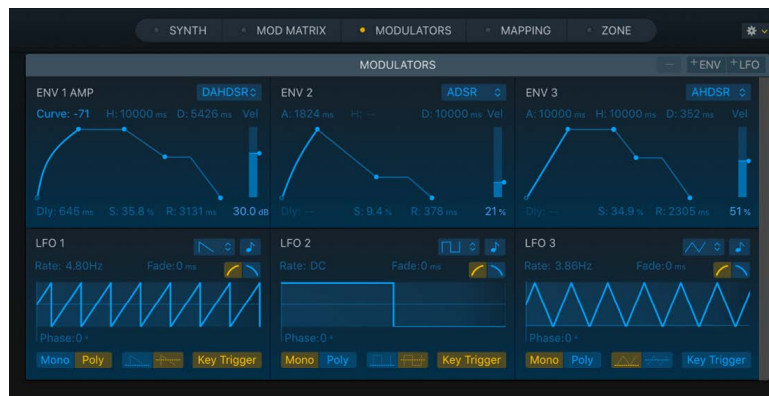 SYNTH MOD MATRIX MODULATORS MAPPING ZONE
MODULATORS − +ENV +LFO
ENV 1 AMP DAHDSR
Curve: -71 H: 10000 ms D: 5426 ms Vel
Dly: 645 ms S: 35.8 % R: 3131 ms 30.0 dB
ENV 2 ADSR
A: 1824 ms H: -- D: 10000 ms Vel
Dly: -- S: 9.4 % R: 378 ms 21 %
ENV 3 AHDSR
A: 10000 ms H: 10000 ms D: 352 ms Vel
Dly: -- S: 34.9 % R: 2305 ms 51 %
LFO 1
Rate: 4.80Hz Fade: 0 ms
Phase: 0 °
Mono Poly Key Trigger
LFO 2
Rate: DC Fade: 0 ms
Phase: 0 °
Mono Poly Key Trigger
LFO 3
Rate: 3.86Hz Fade: 0 ms
Phase: 0 °
Mono Poly Key Trigger